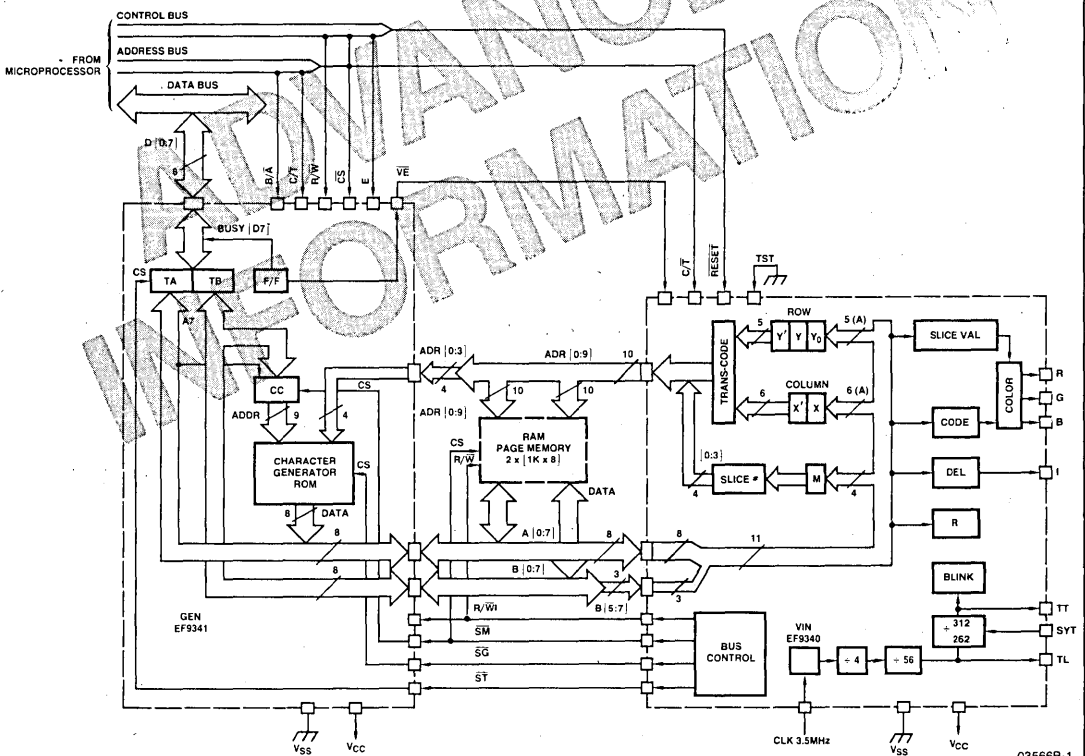 ADVANCE
INFORMATION
CONTROL BUS
ADDRESS BUS
FROM
MICROPROCESSOR
DATA BUS
D [0:7]
8
B/A̅
C/T̅
R/W̅
C̅S̅
E
V̅E̅
BUSY [D7]
CS
TA
TB
F/F
A7
CC
ADDR
9
4
CS
ADR [0:3]
4
ADR [0:9]
10
ADR [0:9]
10
10
CHARACTER
GENERATOR
ROM
CS
8
DATA
CS
R/W̅
RAM
PAGE MEMORY
2 x [1K x 8]
DATA
A [0:7]
8
8
8
8
B [0:7]
3
3
B [5:7]
11
GEN
EF9341
R/W̅I
S̅M̅
S̅G̅
S̅T̅
VSS
VCC
C/T̅
R̅E̅S̅E̅T̅
TST
TRANS-CODE
ROW
5
Y'
Y
Y0
5 (A)
COLUMN
6
X'
X
6 (A)
[0:3]
4
SLICE #
M
4
SLICE VAL
COLOR
CODE
R
G
B
DEL
I
R
BLINK
÷ 312
262
TT
SYT
TL
BUS
CONTROL
VIN
EF9340
÷ 4
÷ 56
CLK 3.5MHz
VSS
VCC
03566B-1